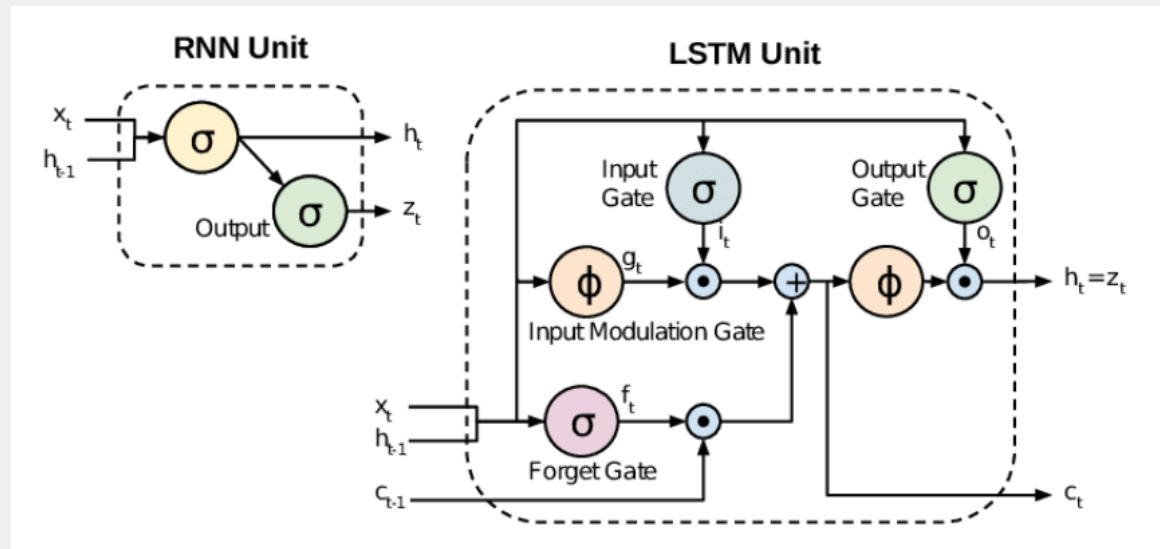 RNN Unit
xₜ
hₜ₋₁
σ
hₜ
Output
σ
zₜ
LSTM Unit
Input
Gate
σ
iₜ
Output
Gate
σ
oₜ
ϕ
gₜ
+
ϕ
hₜ=zₜ
Input Modulation Gate
xₜ
hₜ₋₁
σ
fₜ
Forget Gate
cₜ₋₁
cₜ